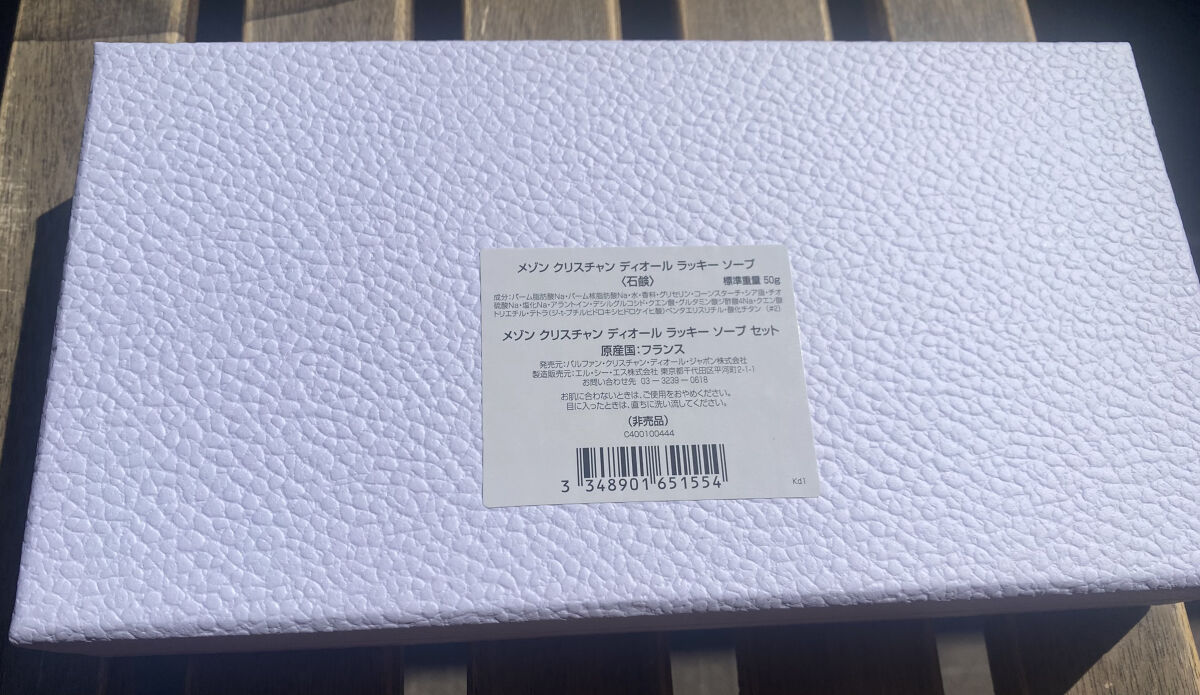 メゾン クリスチャン ディオール ラッキー ソープ
〈石鹸〉 標準重量 50g
成分:パーム脂肪酸Na・パーム核脂肪酸Na・水・香料・グリセリン・コーンスターチ・シア脂・チオ
硫酸Na・塩化Na・アラントイン・デシルグルコシド・クエン酸・グルタミン酸ジ酢酸4Na・クエン酸
トリエチル・テトラ(ジ-t-ブチルヒドロキシヒドロケイヒ酸)ペンタエリスリチル・酸化チタン (#2)
メゾン クリスチャン ディオール ラッキー ソープ セット
原産国:フランス
発売元:パルファン・クリスチャン・ディオール・ジャポン株式会社
製造販売元:エル・シー・エス株式会社 東京都千代田区平河町2-1-1
お問い合わせ先 03-3239-0618
お肌に合わないときは、ご使用をおやめください。
目に入ったときは、直ちに洗い流してください。
(非売品)
C400100444
3 348901 651554
Kd1